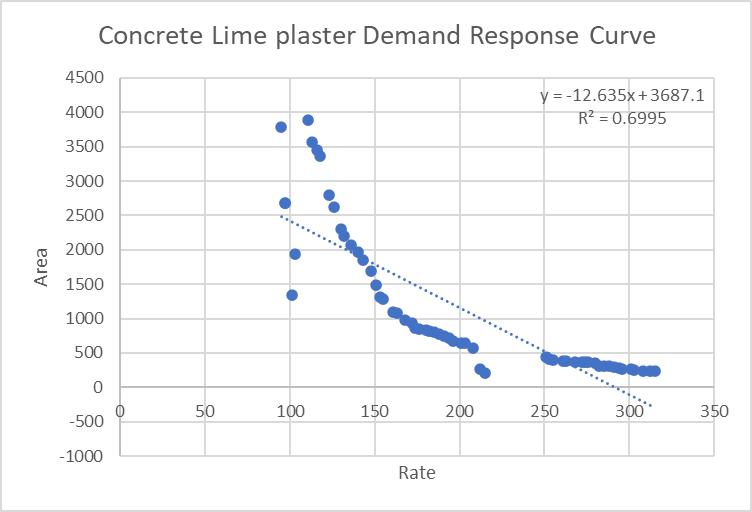 Concrete Lime plaster Demand Response Curve
y = -12.635x + 3687.1
R² = 0.6995
4500
4000
3500
3000
2500
2000
1500
1000
500
0
-500
-1000
Area
0 50 100 150 200 250 300 350
Rate